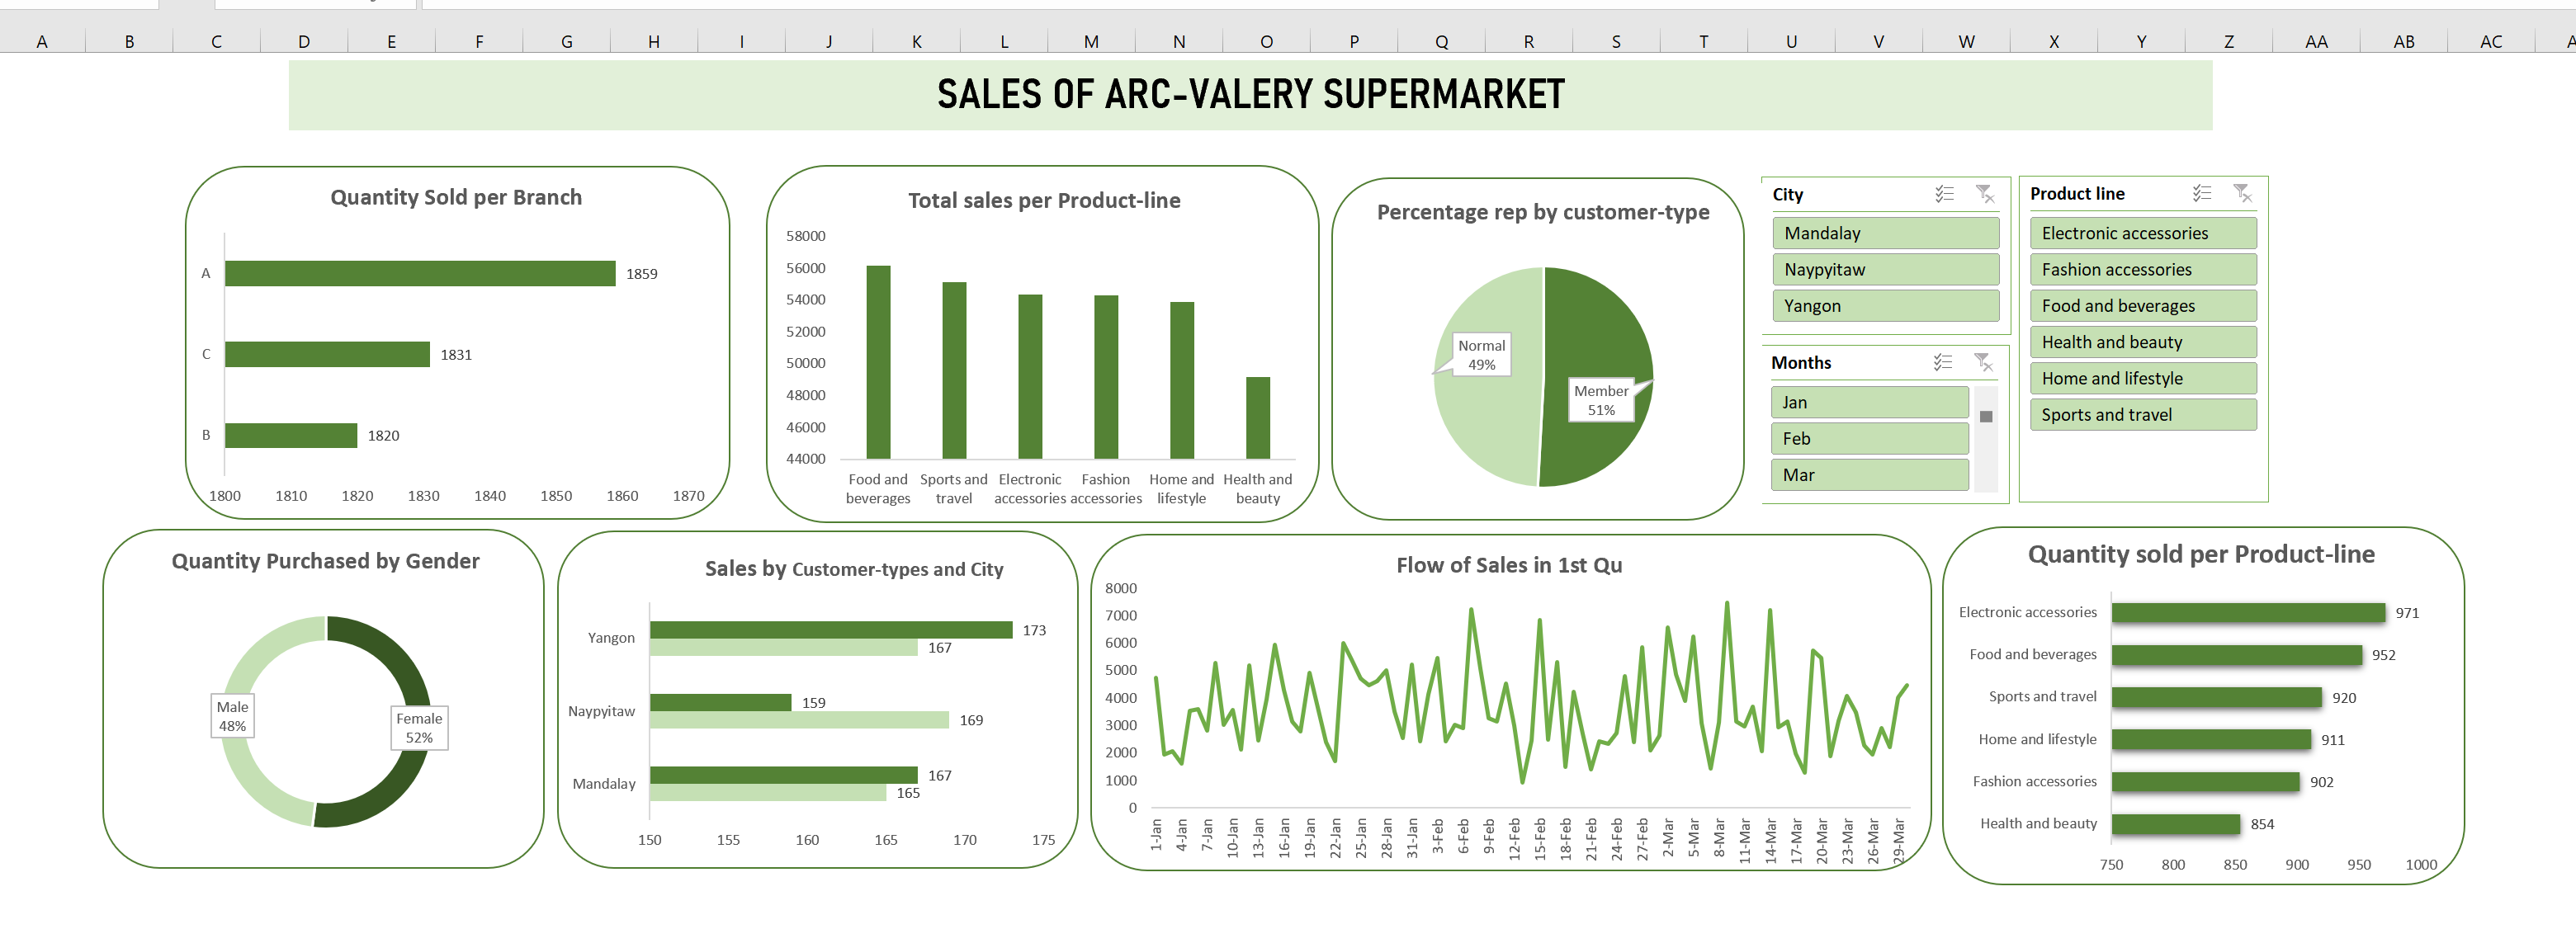 A B C D E F G H I J K L M N O P Q R S T U V W X Y Z AA AB AC
SALES OF ARC-VALERY SUPERMARKET
Quantity Sold per Branch
A 1859
C 1831
B 1820
1800 1810 1820 1830 1840 1850 1860 1870
Total sales per Product-line
58000
56000
54000
52000
50000
48000
46000
44000
Food and Sports and Electronic Fashion Home and Health and
beverages travel accessories accessories lifestyle beauty
Percentage rep by customer-type
Normal
49%
Member
51%
City
Mandalay
Naypyitaw
Yangon
Months
Jan
Feb
Mar
Product line
Electronic accessories
Fashion accessories
Food and beverages
Health and beauty
Home and lifestyle
Sports and travel
Quantity Purchased by Gender
Male
48%
Female
52%
Sales by Customer-types and City
Yangon 173
167
Naypyitaw 159
169
Mandalay 167
165
150 155 160 165 170 175
Flow of Sales in 1st Qu
8000
7000
6000
5000
4000
3000
2000
1000
0
1-Jan 4-Jan 7-Jan 10-Jan 13-Jan 16-Jan 19-Jan 22-Jan 25-Jan 28-Jan 31-Jan 3-Feb 6-Feb 9-Feb 12-Feb 15-Feb 18-Feb 21-Feb 24-Feb 27-Feb 2-Mar 5-Mar 8-Mar 11-Mar 14-Mar 17-Mar 20-Mar 23-Mar 26-Mar 29-Mar
Quantity sold per Product-line
Electronic accessories 971
Food and beverages 952
Sports and travel 920
Home and lifestyle 911
Fashion accessories 902
Health and beauty 854
750 800 850 900 950 1000